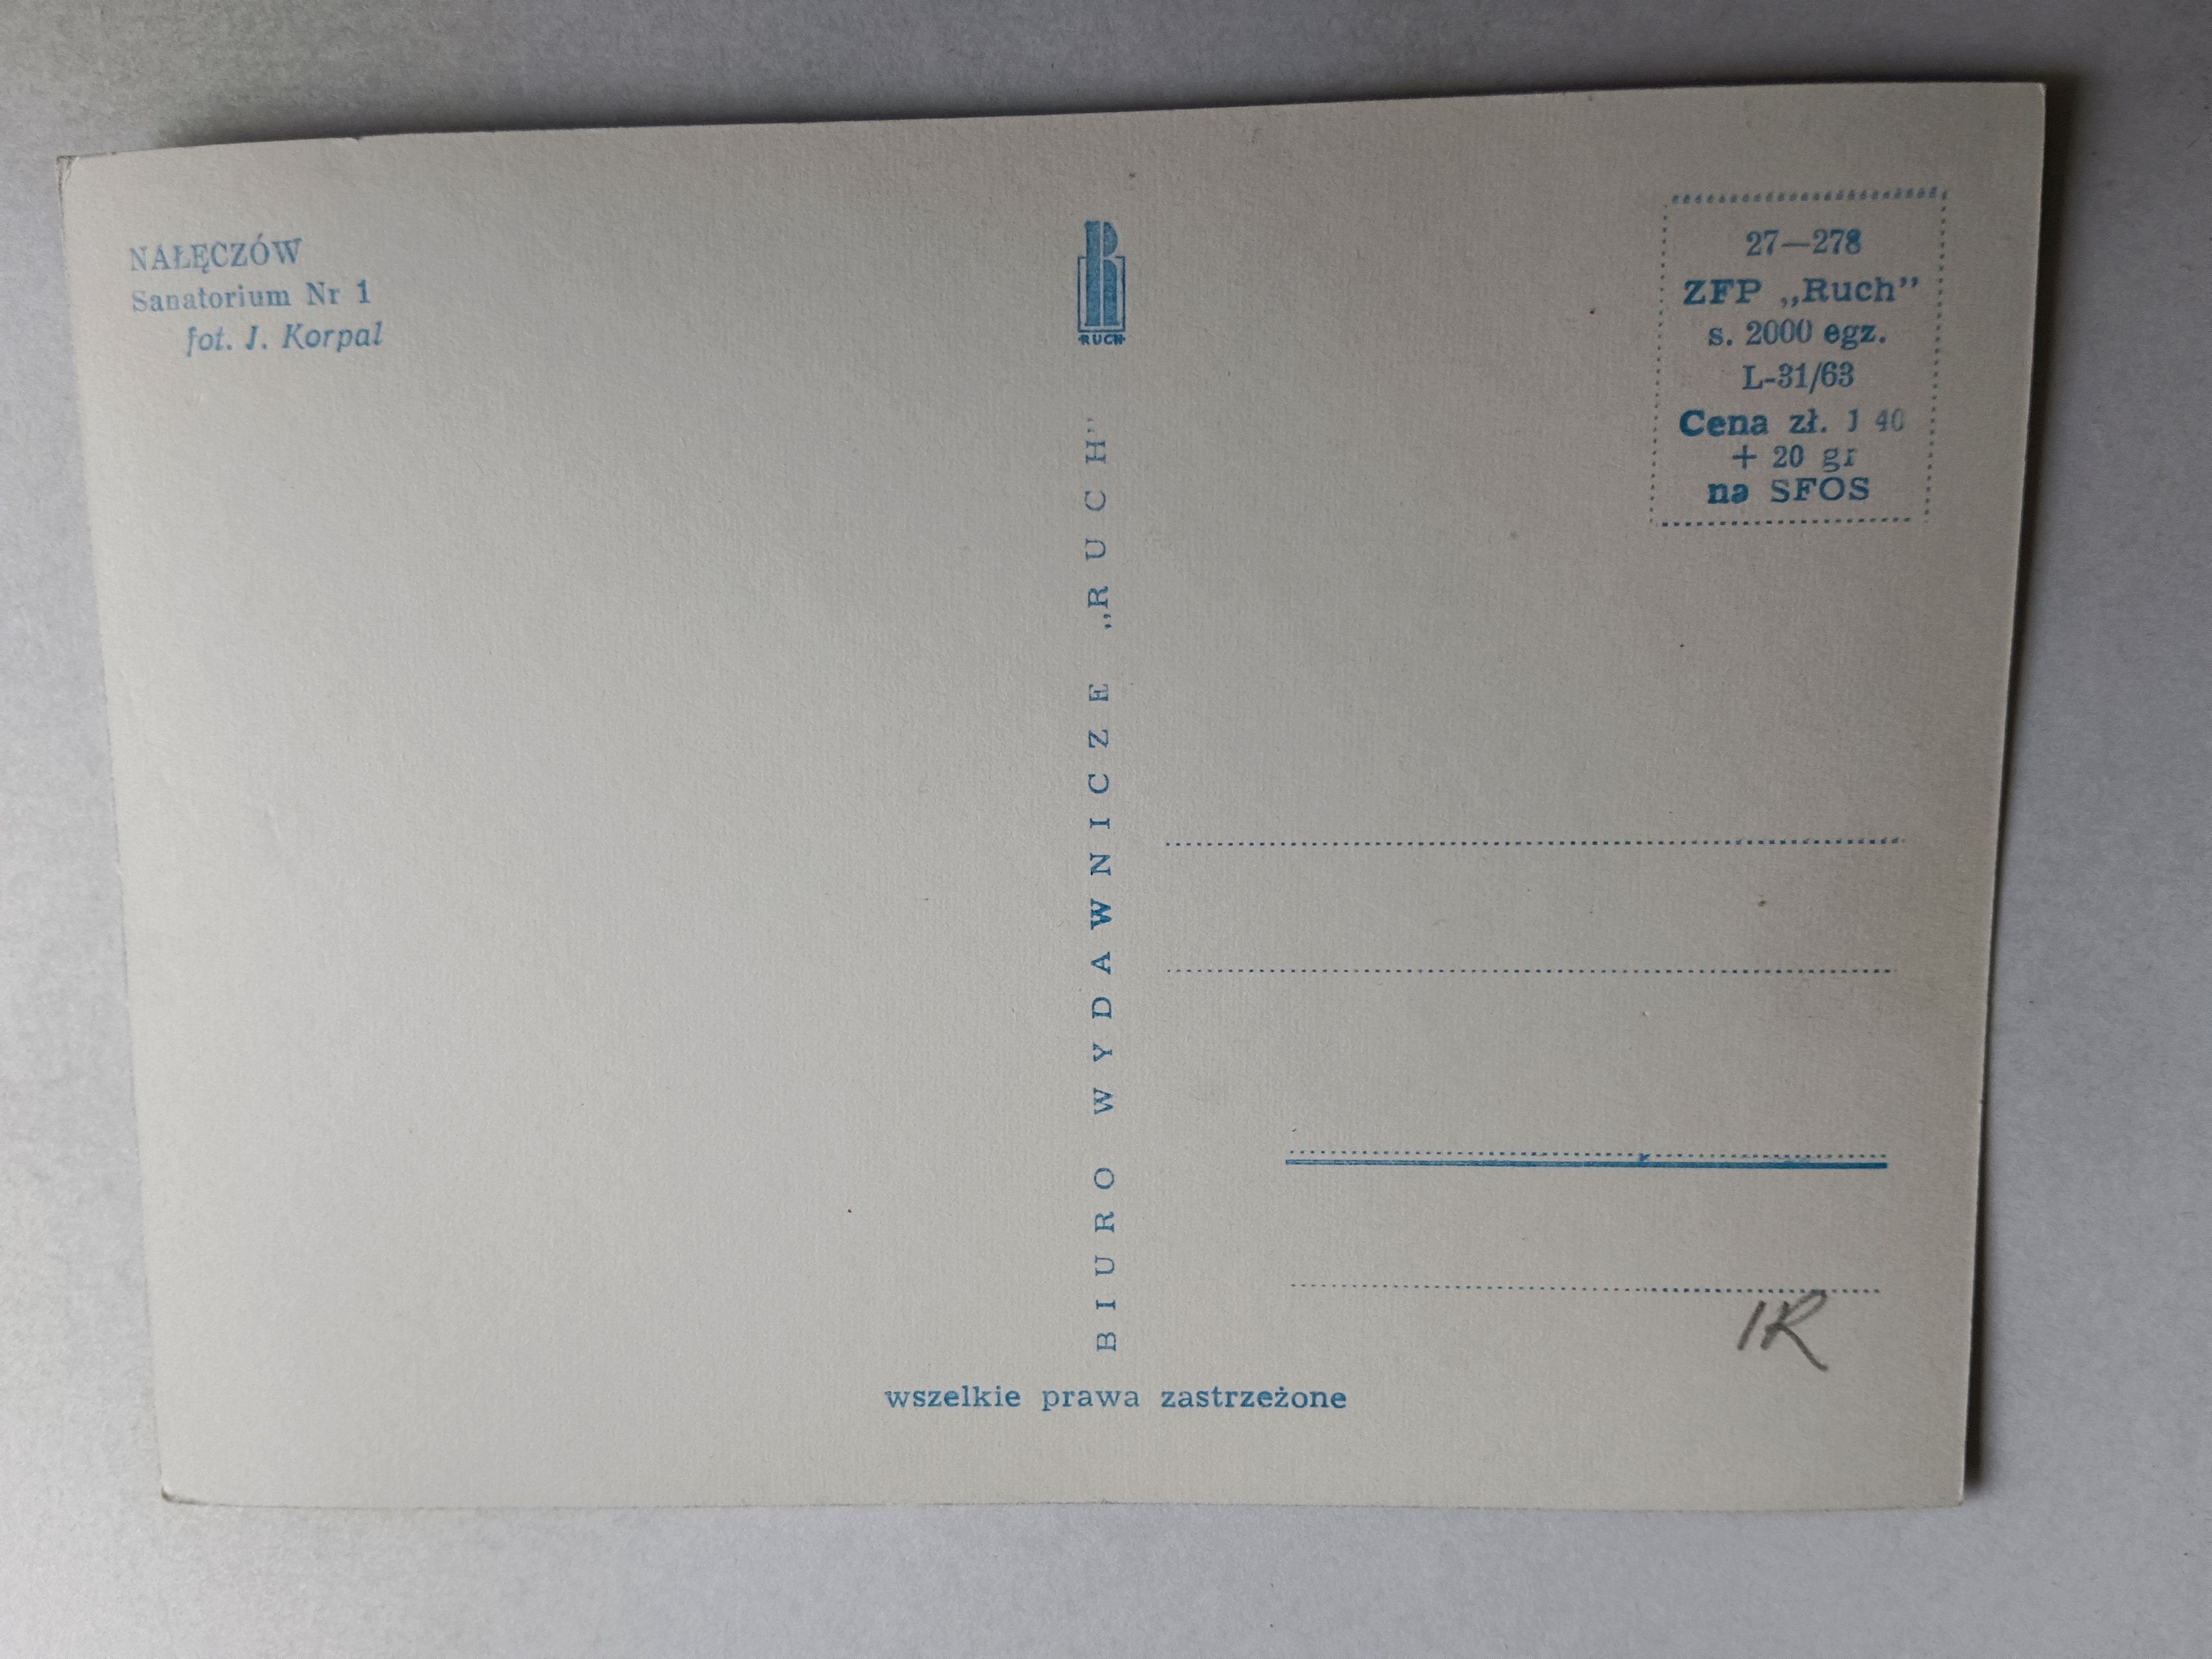 NAŁĘCZÓW
Sanatorium Nr 1
fot. J. Korpal
R
RUCH
BIURO WYDAWNICZE „RUCH”
27—278
ZFP „Ruch”
s. 2000 egz.
L-31/63
Cena zł. 1 40
+ 20 gr
na SFOS
1R
wszelkie prawa zastrzeżone